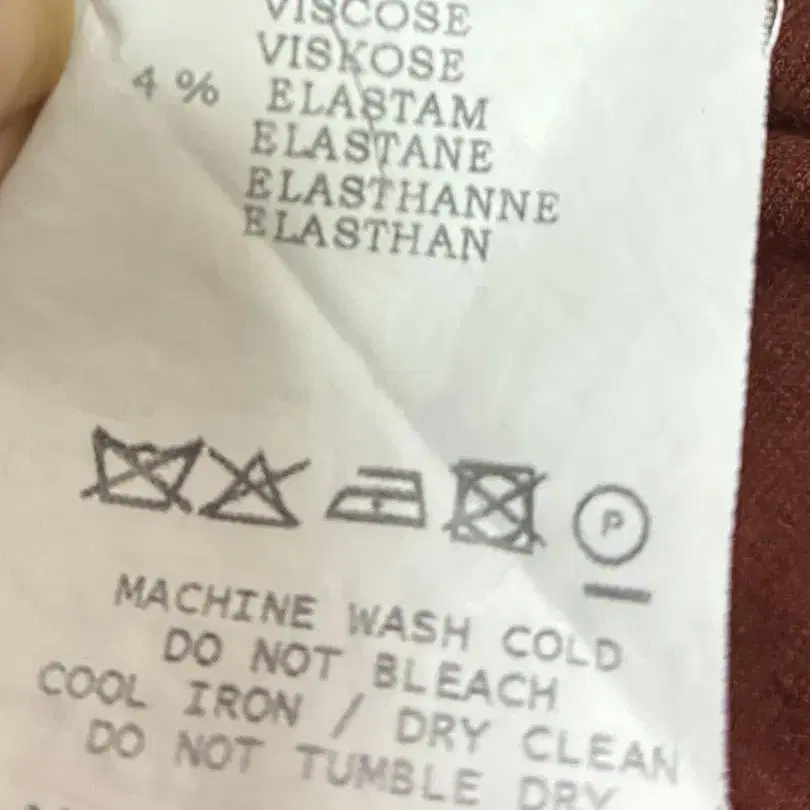 VISCOSE
VISKOSE
4 % ELASTAM
ELASTANE
ELASTHANNE
ELASTHAN
P
MACHINE WASH COLD
DO NOT BLEACH
COOL IRON / DRY CLEAN
DO NOT TUMBLE DRY